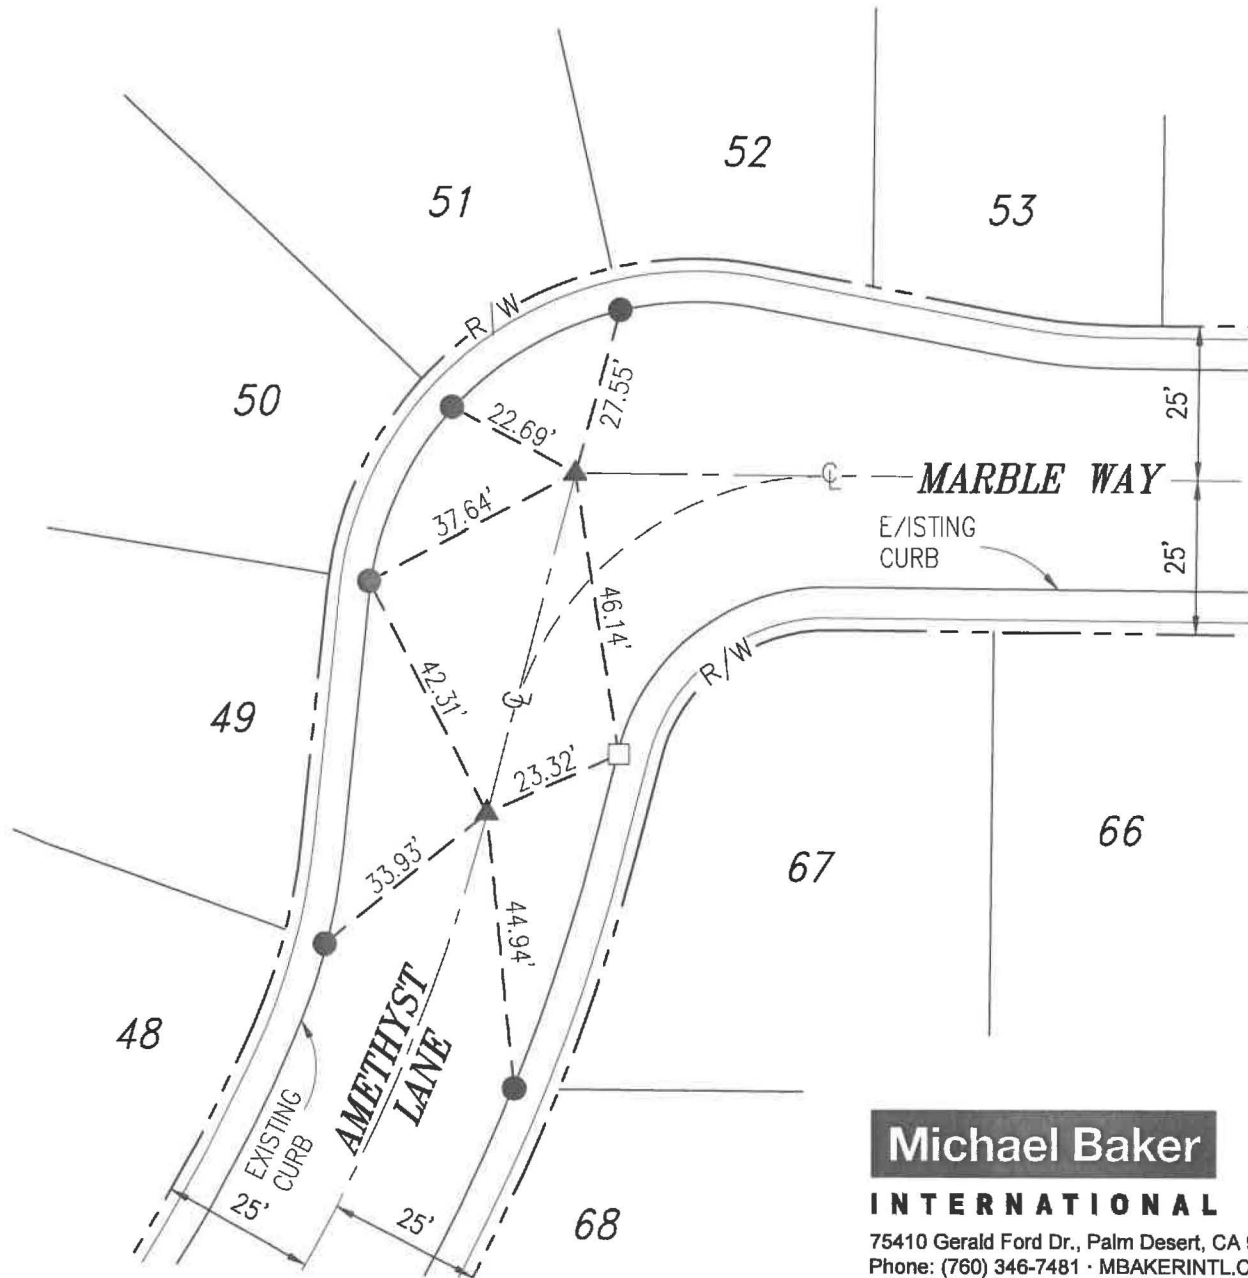 52
51
53
R/W
50
27.55'
25'
22.69'
℄
MARBLE WAY
37.64'
E/ISTING
CURB
25'
46.14'
R/W
42.31'
49
23.32'
66
67
33.93'
44.94'
48
AMETHYST
LANE
EXISTING
CURB
Michael Baker
INTERNATIONAL
25'
25'
68
75410 Gerald Ford Dr., Palm Desert, CA
Phone: (760) 346-7481 · MBAKERINTL.C